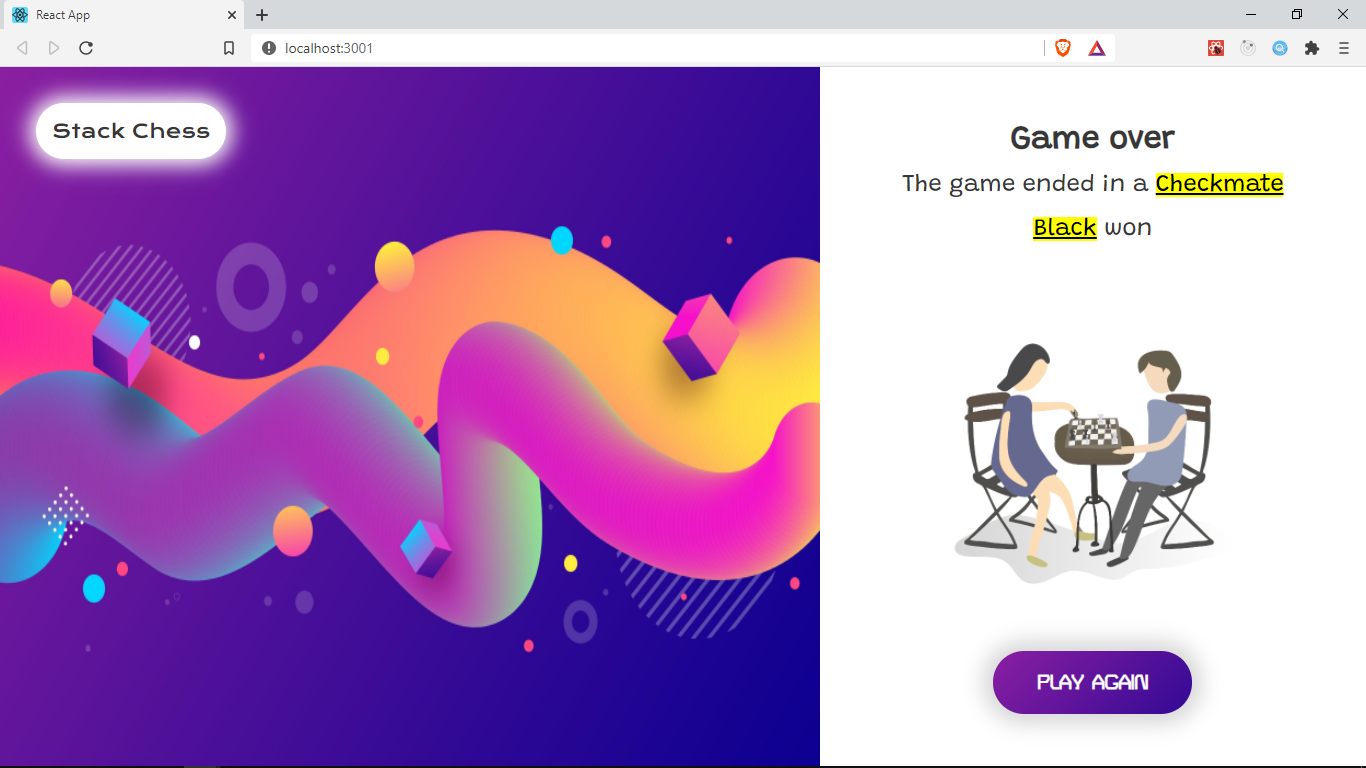 React App
localhost:3001
Stack Chess
Game over
The game ended in a Checkmate
Black won
PLAY AGAIN